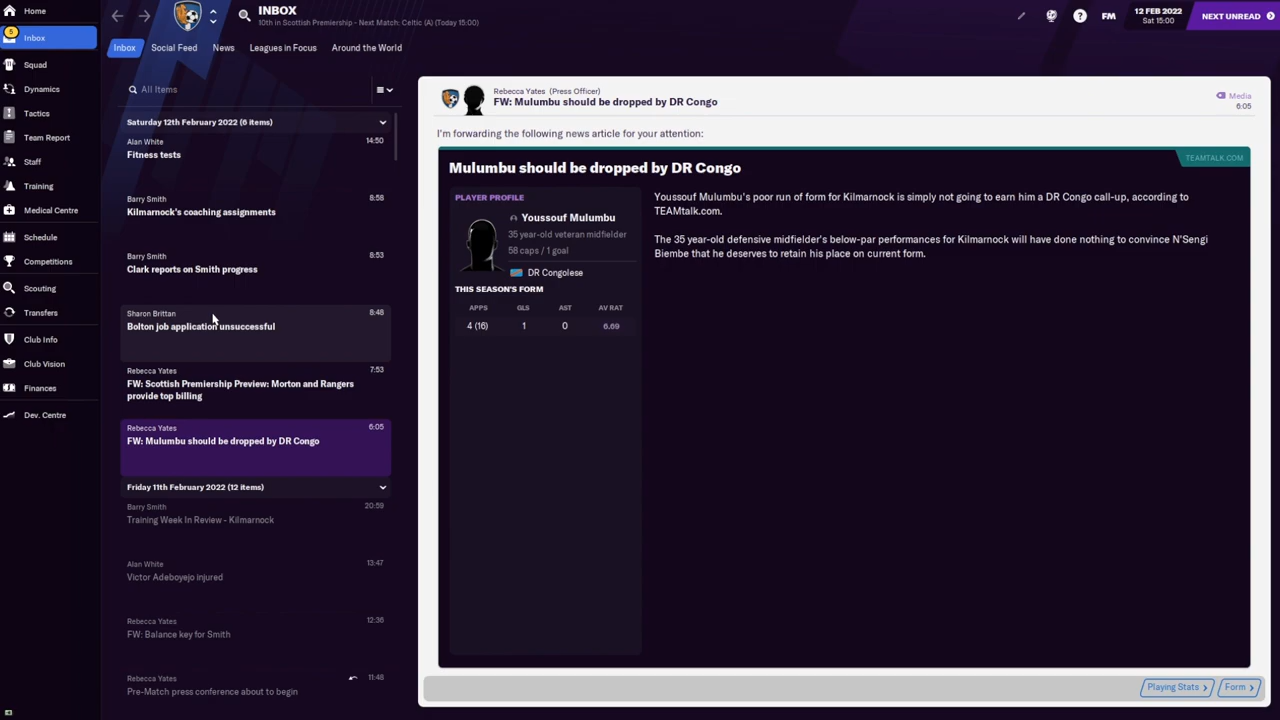 Home
INBOX
10th in Scottish Premiership - Next Match: Celtic (A) (Today 15:00)
FM
12 FEB 2022
Sat 15:00
NEXT UNREAD
5
Inbox
Squad
Dynamics
Tactics
Team Report
Staff
Training
Medical Centre
Schedule
Competitions
Scouting
Transfers
Club Info
Club Vision
Finances
Dev. Centre
Inbox
Social Feed
News
Leagues in Focus
Around the World
All Items
Saturday 12th February 2022 (6 items)
Alan White 14:50
Fitness tests
Barry Smith 8:58
Kilmarnock's coaching assignments
Barry Smith 8:53
Clark reports on Smith progress
Sharon Brittan 8:48
Bolton job application unsuccessful
Rebecca Yates 7:53
FW: Scottish Premiership Preview: Morton and Rangers
provide top billing
Rebecca Yates 6:05
FW: Mulumbu should be dropped by DR Congo
Friday 11th February 2022 (12 items)
Barry Smith 20:59
Training Week In Review - Kilmarnock
Alan White 13:47
Victor Adeboyejo injured
Rebecca Yates 12:36
FW: Balance key for Smith
Rebecca Yates 11:48
Pre-Match press conference about to begin
Rebecca Yates (Press Officer)
FW: Mulumbu should be dropped by DR Congo
Media
6:05
I'm forwarding the following news article for your attention:
TEAMTALK.COM
Mulumbu should be dropped by DR Congo
PLAYER PROFILE
Youssouf Mulumbu
35 year-old veteran midfielder
58 caps / 1 goal
DR Congolese
THIS SEASON'S FORM
APPS GLS AST AV RAT
4 (16) 1 0 6.69
Youssouf Mulumbu's poor run of form for Kilmarnock is simply not going to earn him a DR Congo call-up, according to
TEAMtalk.com.
The 35 year-old defensive midfielder's below-par performances for Kilmarnock will have done nothing to convince N'Sengi
Biembe that he deserves to retain his place on current form.
Playing Stats
Form